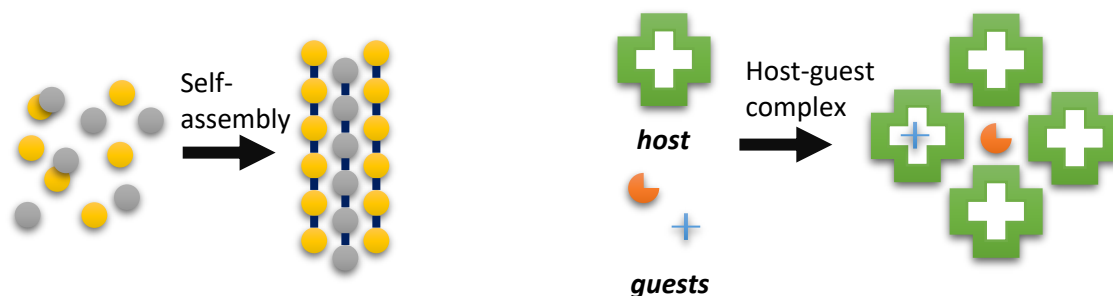 Self-
assembly
Host-guest
complex
host
guests